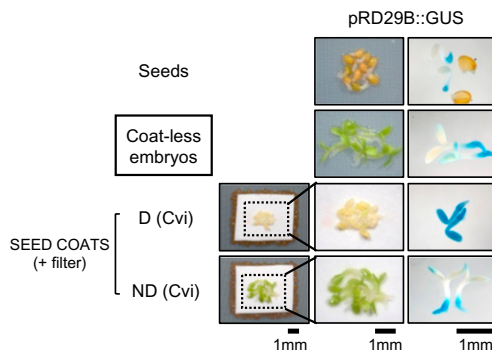 pRD29B::GUS
Seeds
Coat-less
embryos
D (Cvi)
SEED COATS
(+ filter)
ND (Cvi)
1mm 1mm 1mm